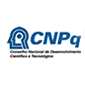 CNPq
Conselho Nacional de Desenvolvimento
Científico e Tecnológico